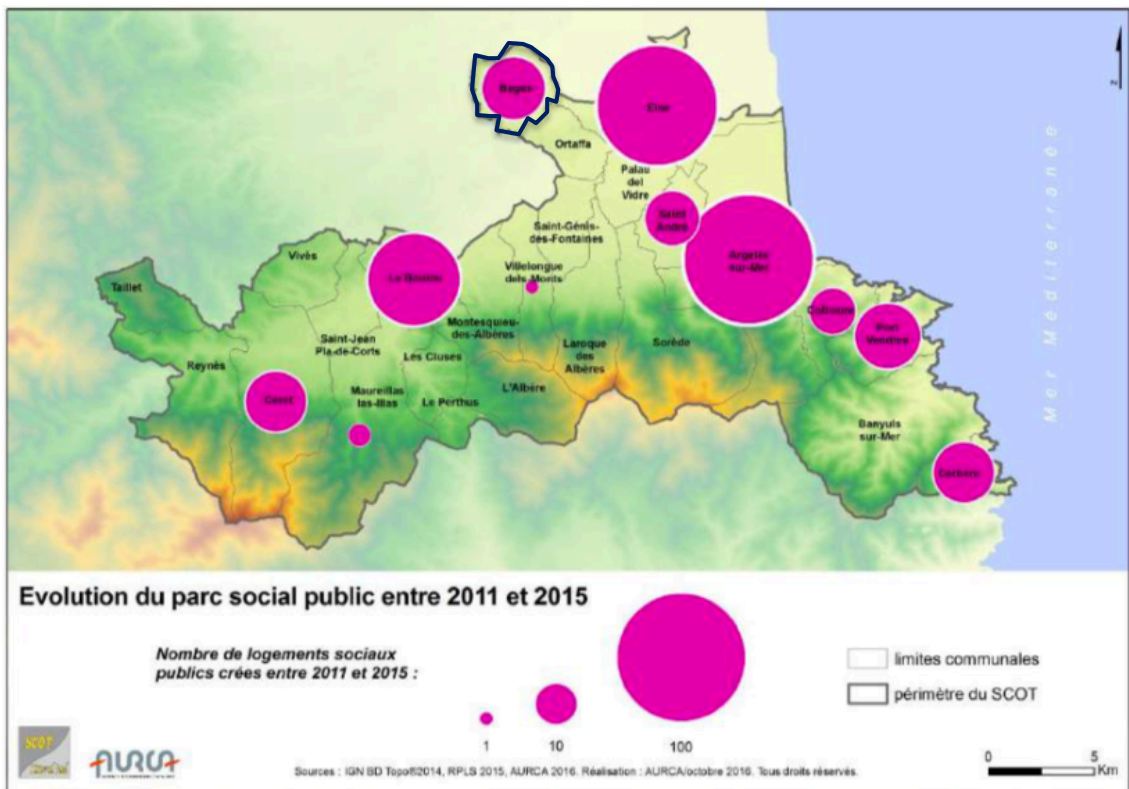 Bages
Elne
Ortaffa
Palau
del
Vidre
Saint
André
Saint-Génis-
des-Fontaines
Argeles
sur-Mer
Vivès
Le Boulou
Villelongue
dels-Monts
Taillet
Collioure
Port
Vendres
Montesquieu-
des-Albères
Saint-Jean
Pla-de-Corts
Les Cluses
Laroque
des
Albères
Sorède
Reynès
L'Albère
Céret
Maureillas
las-Illas
Le Perthus
Banyuls
sur-Mer
Cerbère
Mer Méditerranée
Evolution du parc social public entre 2011 et 2015
Nombre de logements sociaux
publics crées entre 2011 et 2015 :
1 10 100
limites communales
périmètre du SCOT
SCOT
AURCA
Sources : IGN BD Topo®2014, RPLS 2015, AURCA 2016. Réalisation : AURCA/octobre 2016. Tous droits réservés.
0 5
Km